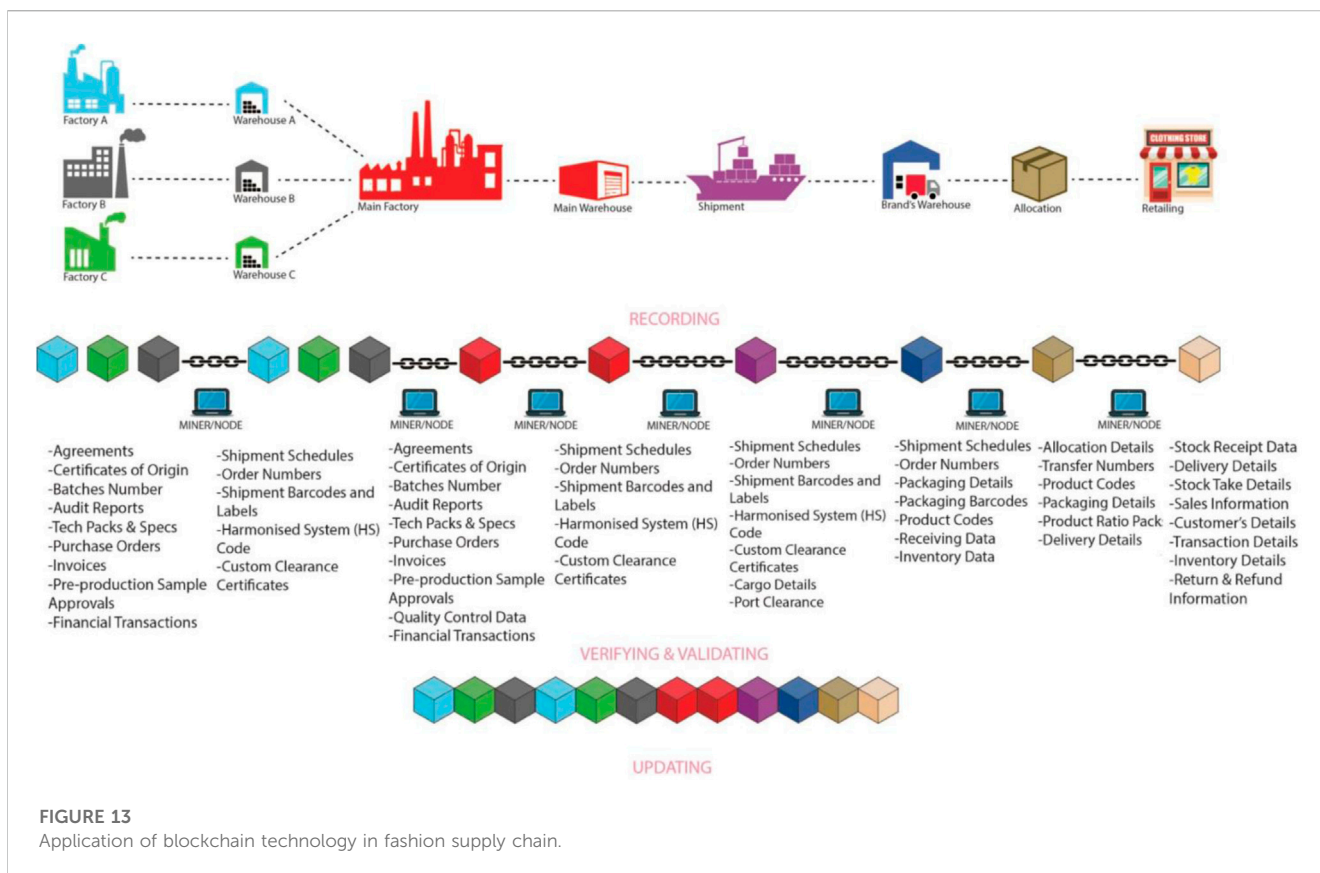 Factory A
Warehouse A
CLOTHING STORE
Factory B
Warehouse B
Main Factory
Main Warehouse
Shipment
Brand's Warehouse
Allocation
Retailing
Factory C
Warehouse C
RECORDING
MINER/NODE
MINER/NODE
MINER/NODE
MINER/NODE
MINER/NODE
MINER/NODE
MINER/NODE
-Agreements
-Certificates of Origin
-Batches Number
-Audit Reports
-Tech Packs & Specs
-Purchase Orders
-Invoices
-Pre-production Sample
Approvals
-Financial Transactions
-Shipment Schedules
-Order Numbers
-Shipment Barcodes and
Labels
-Harmonised System (HS)
Code
-Custom Clearance
Certificates
-Agreements
-Certificates of Origin
-Batches Number
-Audit Reports
-Tech Packs & Specs
-Purchase Orders
-Invoices
-Pre-production Sample
Approvals
-Quality Control Data
-Financial Transactions
-Shipment Schedules
-Order Numbers
-Shipment Barcodes and
Labels
-Harmonised System (HS)
Code
-Custom Clearance
Certificates
-Shipment Schedules
-Order Numbers
-Shipment Barcodes and
Labels
-Harmonised System (HS)
Code
-Custom Clearance
Certificates
-Cargo Details
-Port Clearance
-Shipment Schedules
-Order Numbers
-Packaging Details
-Packaging Barcodes
-Product Codes
-Receiving Data
-Inventory Data
-Allocation Details
-Transfer Numbers
-Product Codes
-Packaging Details
-Product Ratio Pack
-Delivery Details
-Stock Receipt Data
-Delivery Details
-Stock Take Details
-Sales Information
-Customer's Details
-Transaction Details
-Inventory Details
-Return & Refund
Information
VERIFYING & VALIDATING
UPDATING
FIGURE 13
Application of blockchain technology in fashion supply chain.